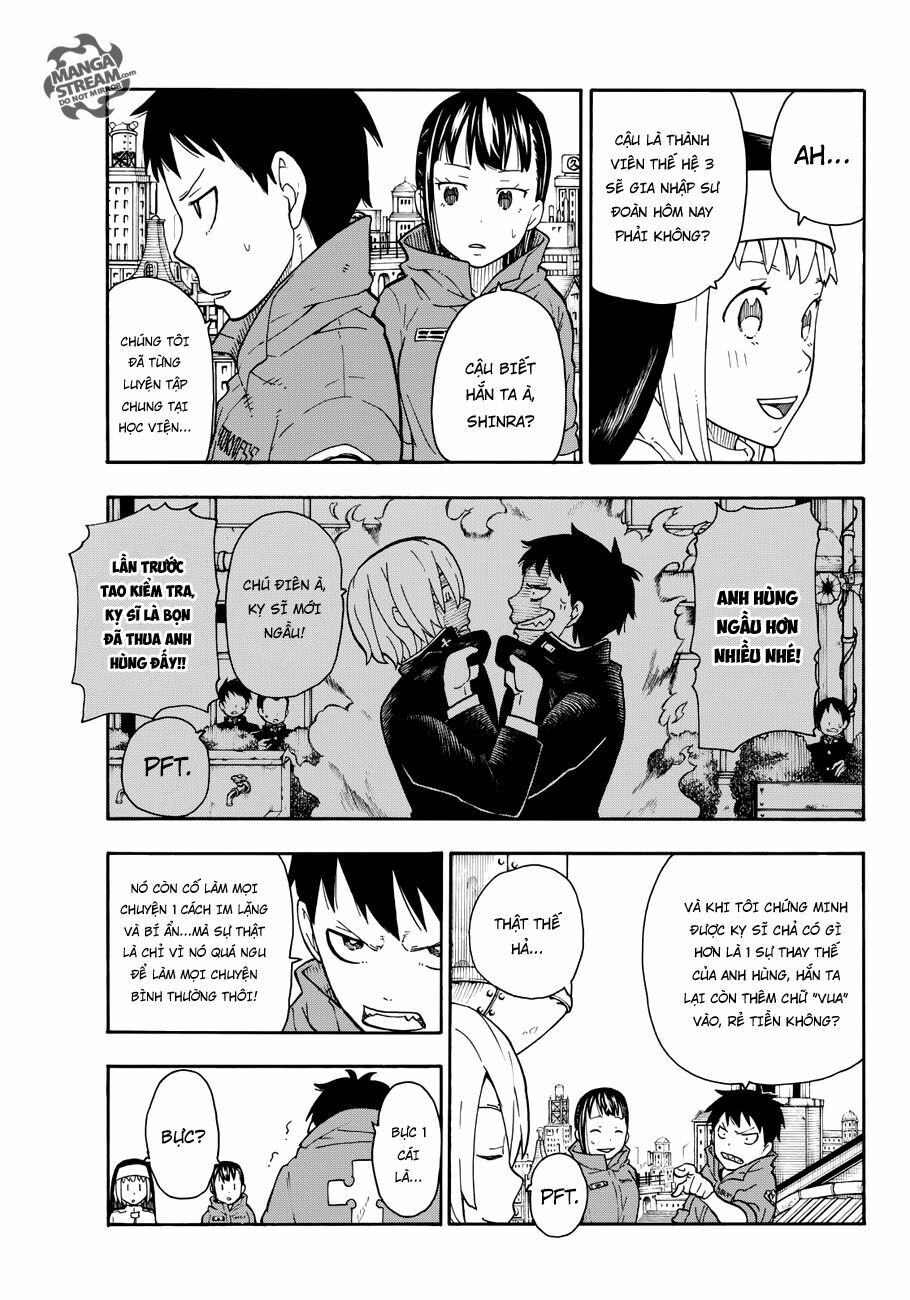 MANGA
STREAM.com
DO NOT MIRROR
AH...
CẬU LÀ THÀNH
VIÊN THẾ HỆ 3
SẼ GIA NHẬP SƯ
ĐOÀN HÔM NAY
PHẢI KHÔNG?
CẬU BIẾT
HẮN TA À,
SHINRA?
CHÚNG TÔI
ĐÃ TỪNG
LUYỆN TẬP
CHUNG TẠI
HỌC VIỆN...
ANH HÙNG
NGẦU HƠN
NHIỀU NHÉ!
CHÚ ĐIÊN À,
KỴ SĨ MỚI
NGẦU!
LẦN TRƯỚC
TAO KIỂM TRA,
KỴ SĨ LÀ BỌN
ĐÃ THUA ANH
HÙNG ĐẤY!!
PFT.
VÀ KHI TÔI CHỨNG MINH
ĐƯỢC KỴ SĨ CHẢ CÓ GÌ
HƠN LÀ 1 SỰ THAY THẾ
CỦA ANH HÙNG, HẮN TA
LẠI CÒN THÊM CHỮ "VUA"
VÀO, RẺ TIỀN KHÔNG?
THẬT THẾ
HẢ...
PFT.
NÓ CÒN CỐ LÀM MỌI
CHUYỆN 1 CÁCH IM LẶNG
VÀ BÍ ẨN...MÀ SỰ THẬT
LÀ CHỈ VÌ NÓ QUÁ NGU
ĐỂ LÀM MỌI CHUYỆN
BÌNH THƯỜNG THÔI!
BỰC 1
CÁI
LÀ...
BỰC?